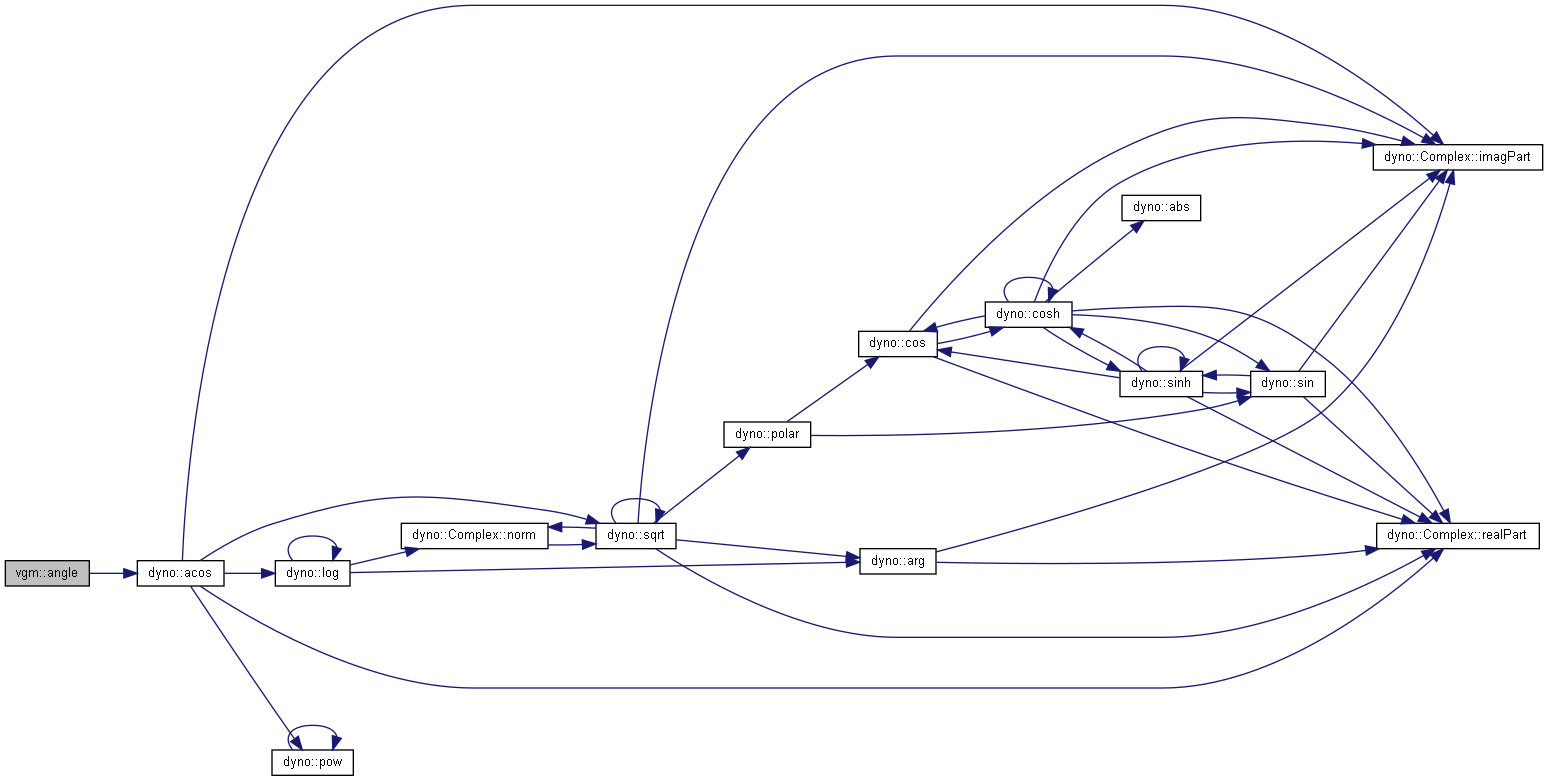 dyno::Complex::imagPart
dyno::abs
dyno::cosh
dyno::cos
dyno::sinh
dyno::sin
dyno::polar
dyno::Complex::norm
dyno::sqrt
dyno::Complex::realPart
dyno::arg
vgm::angle
dyno::acos
dyno::log
dyno::pow